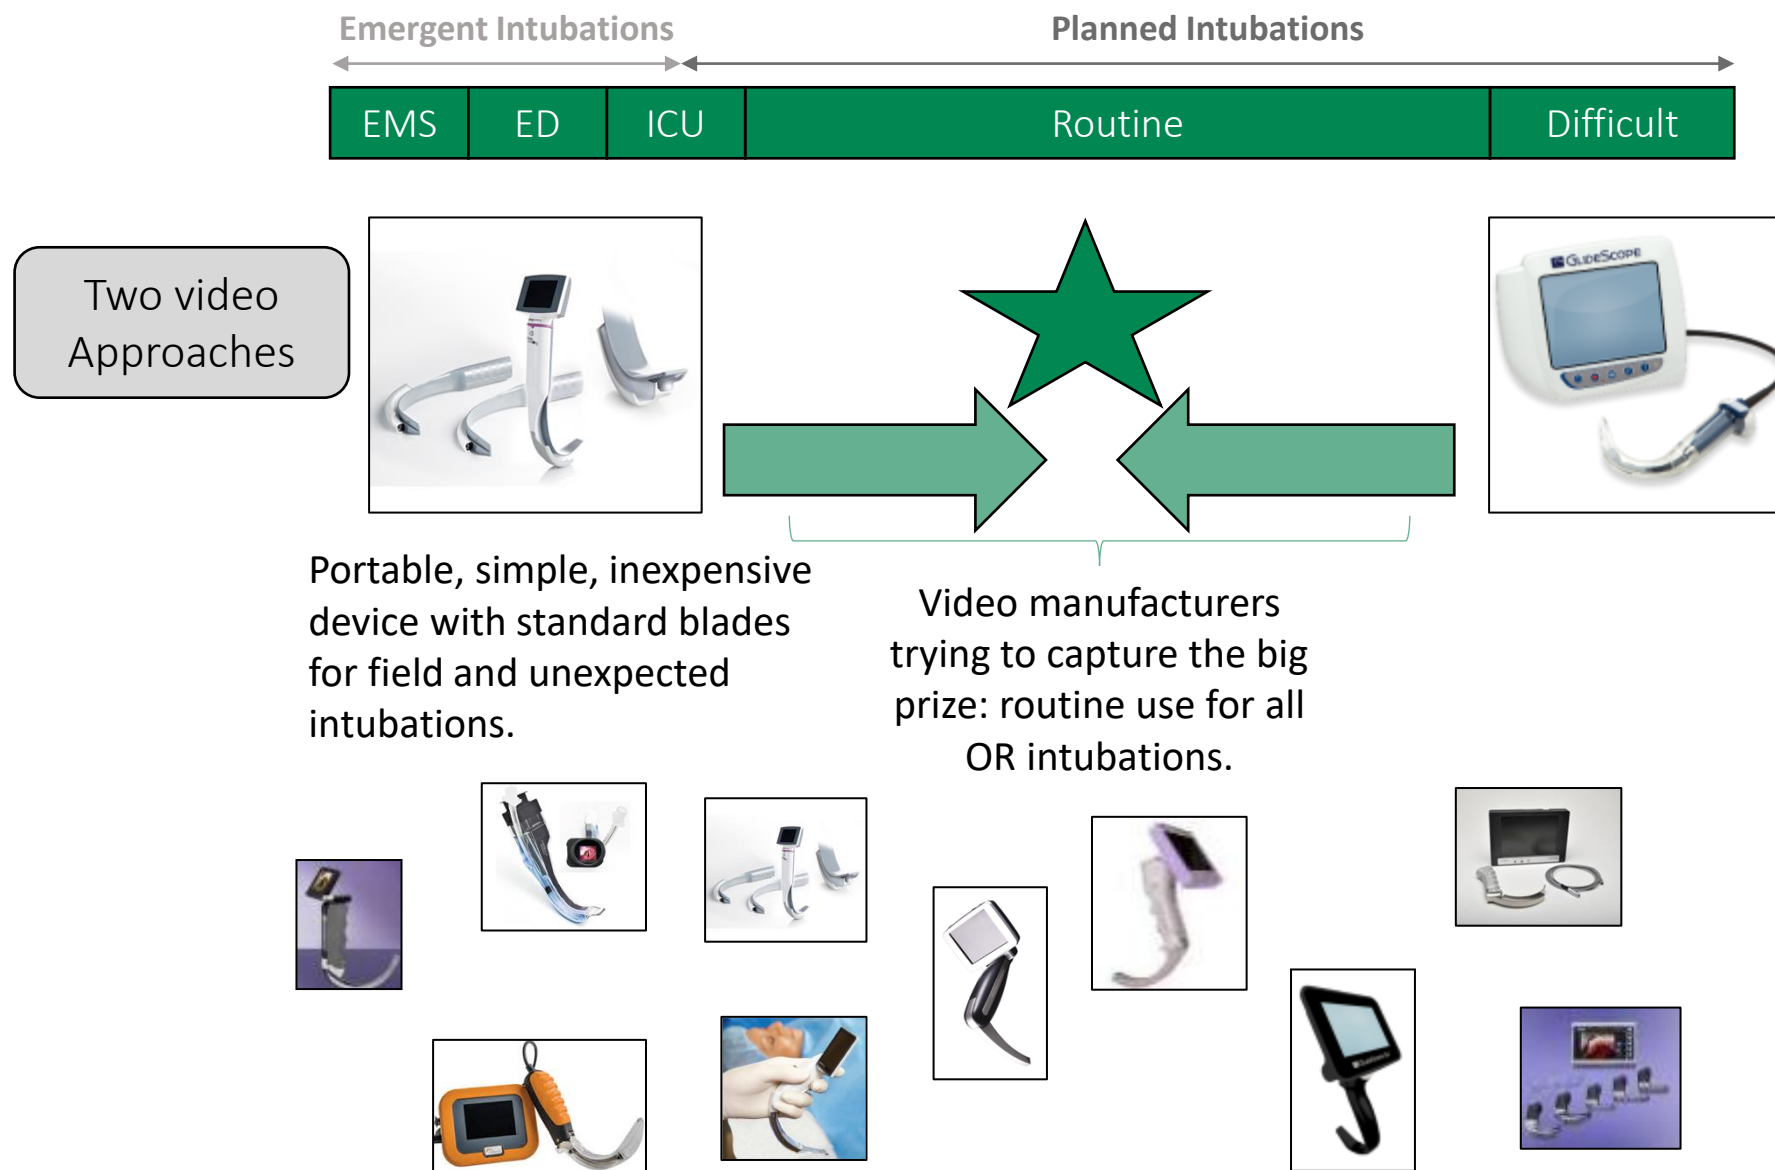 Emergent Intubations
Planned Intubations
EMS
ED
ICU
Routine
Difficult
Two video
Approaches
GLIDESCOPE
Portable, simple, inexpensive
device with standard blades
for field and unexpected
intubations.
Video manufacturers
trying to capture the big
prize: routine use for all
OR intubations.